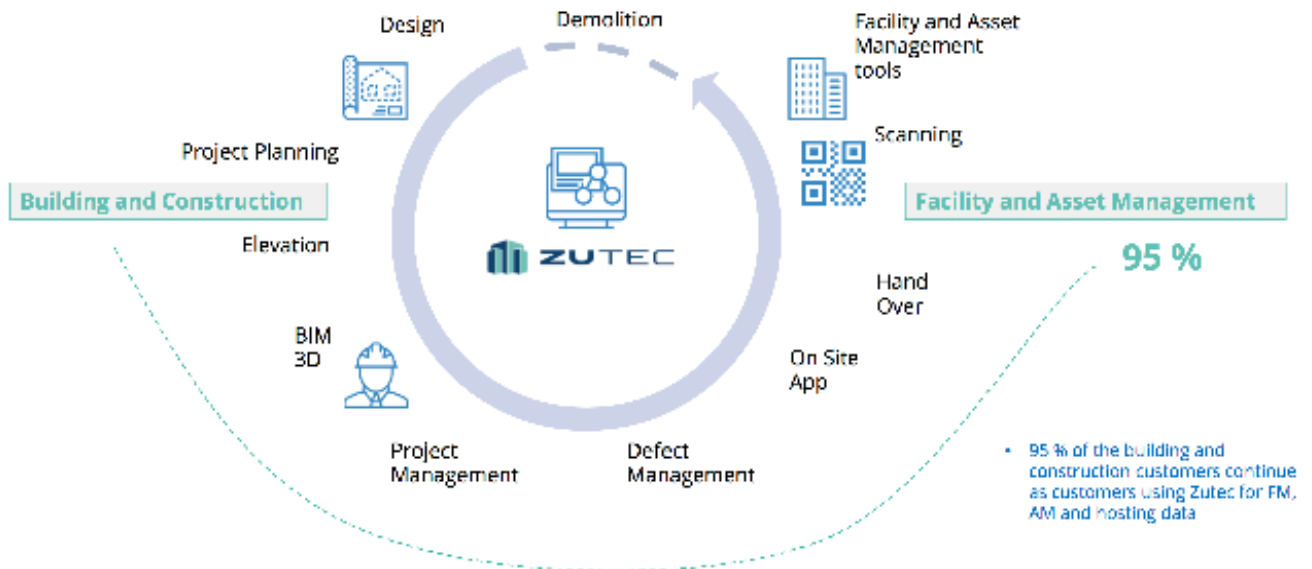 Design
Demolition
Facility and Asset
Management
tools
Project Planning
Scanning
Building and Construction
Facility and Asset Management
Elevation
ZUTEC
95 %
Hand
Over
BIM
3D
On Site
App
Project
Management
Defect
Management
• 95 % of the building and
construction customers continue
as customers using Zutec for FM,
AM and hosting data